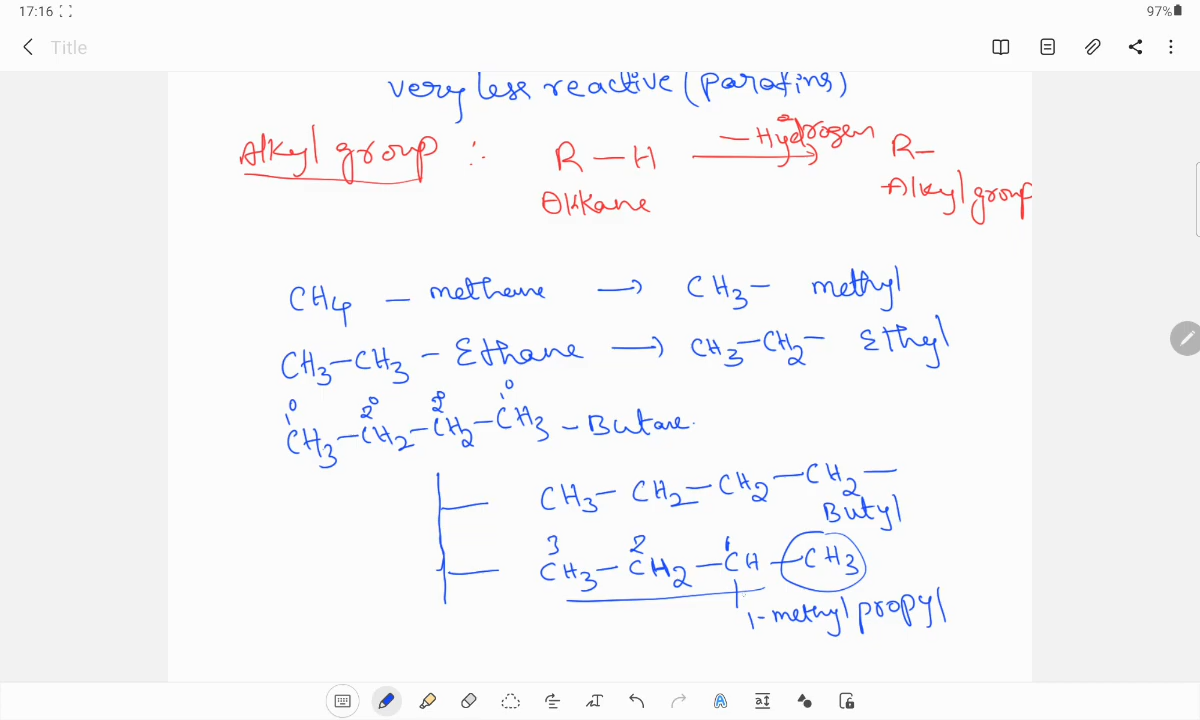 17:16 97%
Title
very less reactive (parafins)
Alkyl group : R—H —Hydrogen R—
Alkane Alkyl group
CH4 — methane → CH3— methyl
CH3—CH3 — Ethane → CH3—CH2— Ethyl
1° 2° 2° 1°
CH3—CH2—CH2—CH3 — Butane
CH3—CH2—CH2—CH2—
Butyl
3 2 1
CH3—CH2—CH—CH3
1-methyl propyl